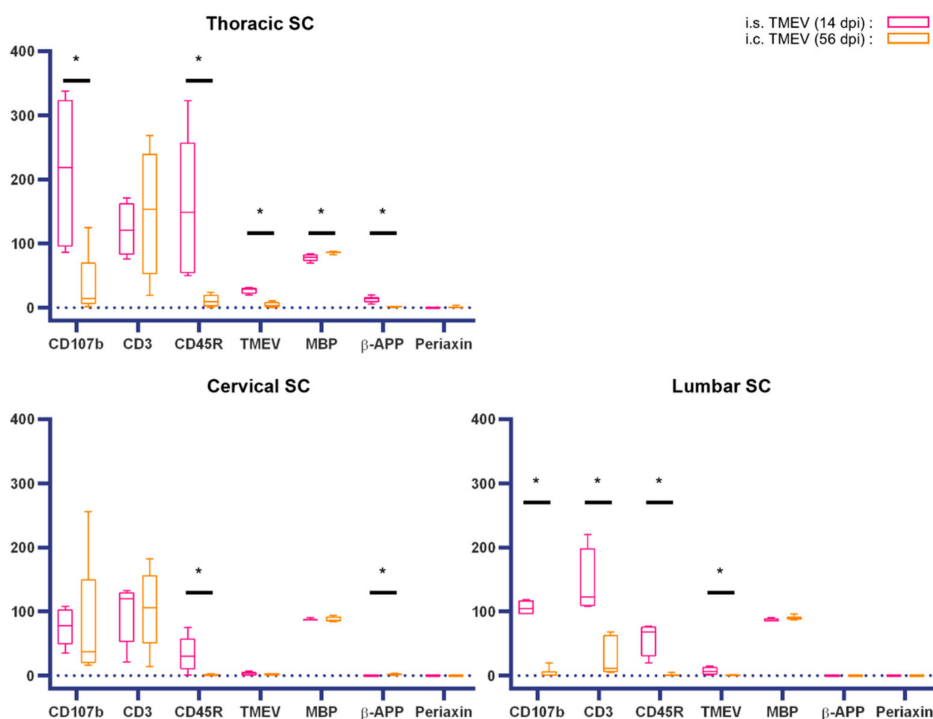 Thoracic SC
i.s. TMEV (14 dpi) :
i.c. TMEV (56 dpi) :
400
300
200
100
0
* * * * *
CD107b CD3 CD45R TMEV MBP β-APP Periaxin
Cervical SC
400
300
200
100
0
* *
CD107b CD3 CD45R TMEV MBP β-APP Periaxin
Lumbar SC
400
300
200
100
0
* * * *
CD107b CD3 CD45R TMEV MBP β-APP Periaxin